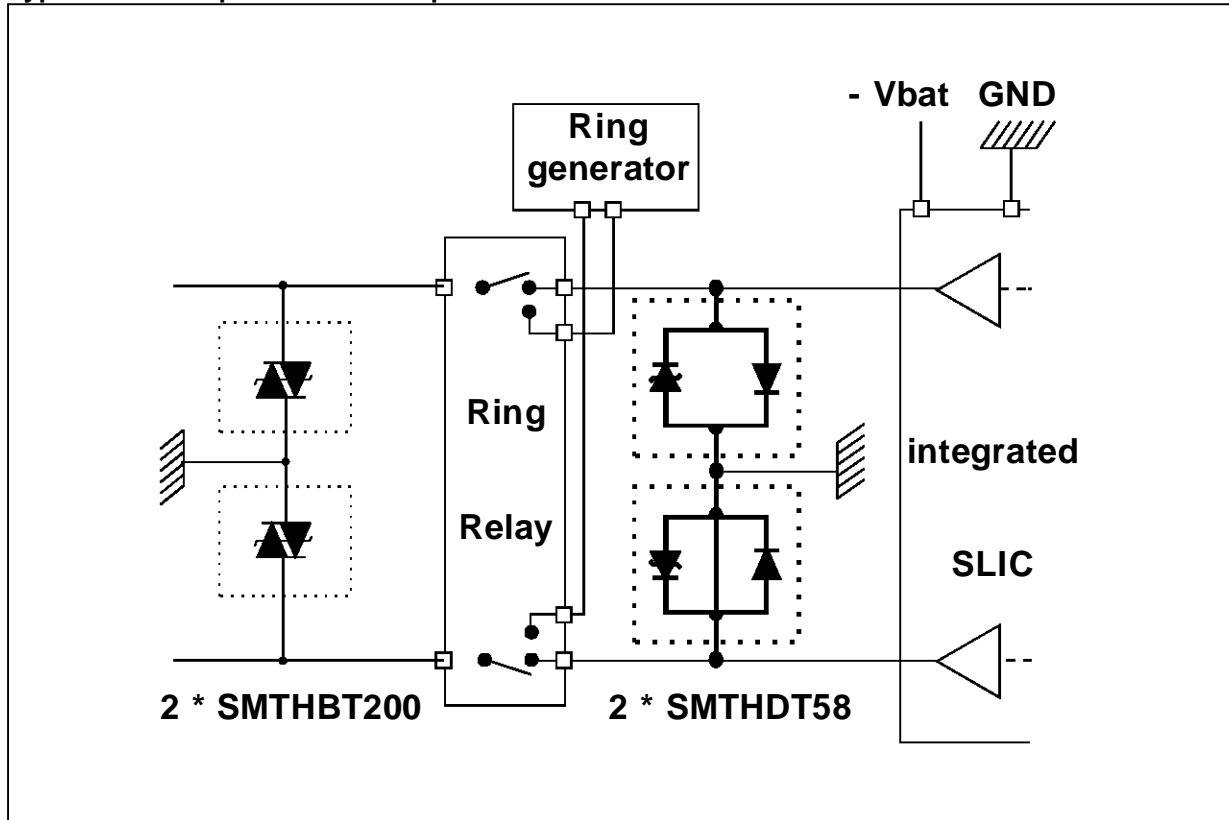 - Vbat GND
Ring
generator
Ring
Relay
integrated
SLIC
2 * SMTHBT200
2 * SMTHDT58